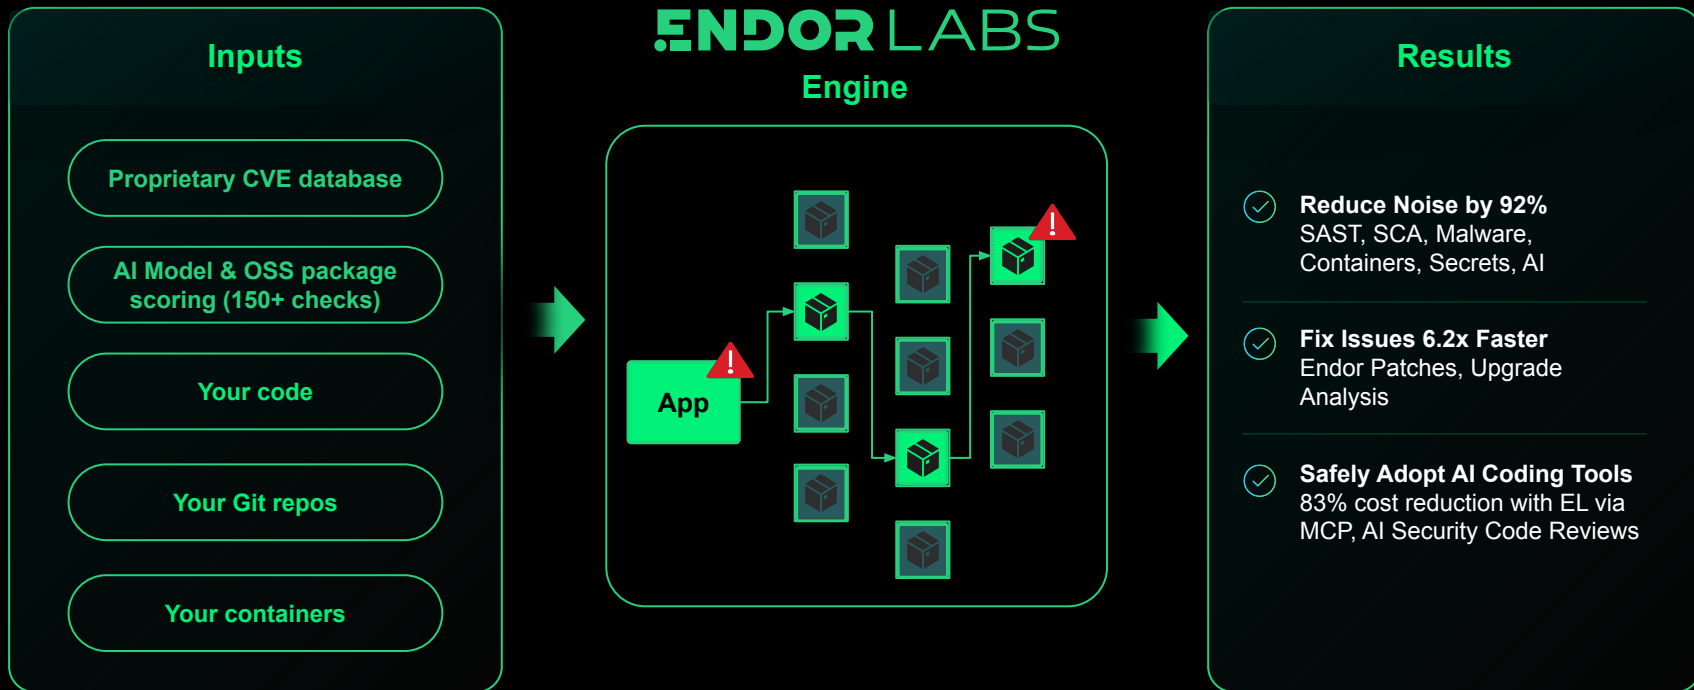 Inputs
Proprietary CVE database
AI Model & OSS package
scoring (150+ checks)
Your code
Your Git repos
Your containers
ENDOR LABS
Engine
App
!
!
Results
Reduce Noise by 92%
SAST, SCA, Malware,
Containers, Secrets, AI
Fix Issues 6.2x Faster
Endor Patches, Upgrade
Analysis
Safely Adopt AI Coding Tools
83% cost reduction with EL via
MCP, AI Security Code Reviews